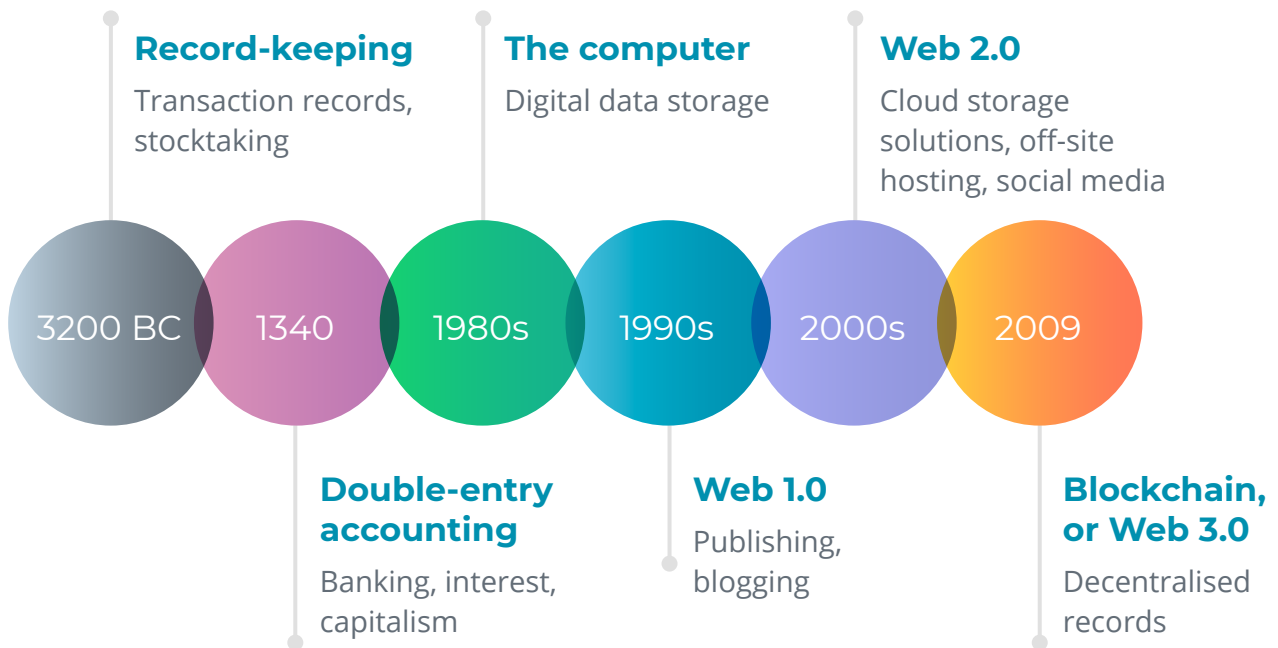 Record-keeping
Transaction records,
stocktaking
The computer
Digital data storage
Web 2.0
Cloud storage
solutions, off-site
hosting, social media
3200 BC
1340
1980s
1990s
2000s
2009
Double-entry
accounting
Banking, interest,
capitalism
Web 1.0
Publishing,
blogging
Blockchain,
or Web 3.0
Decentralised
records